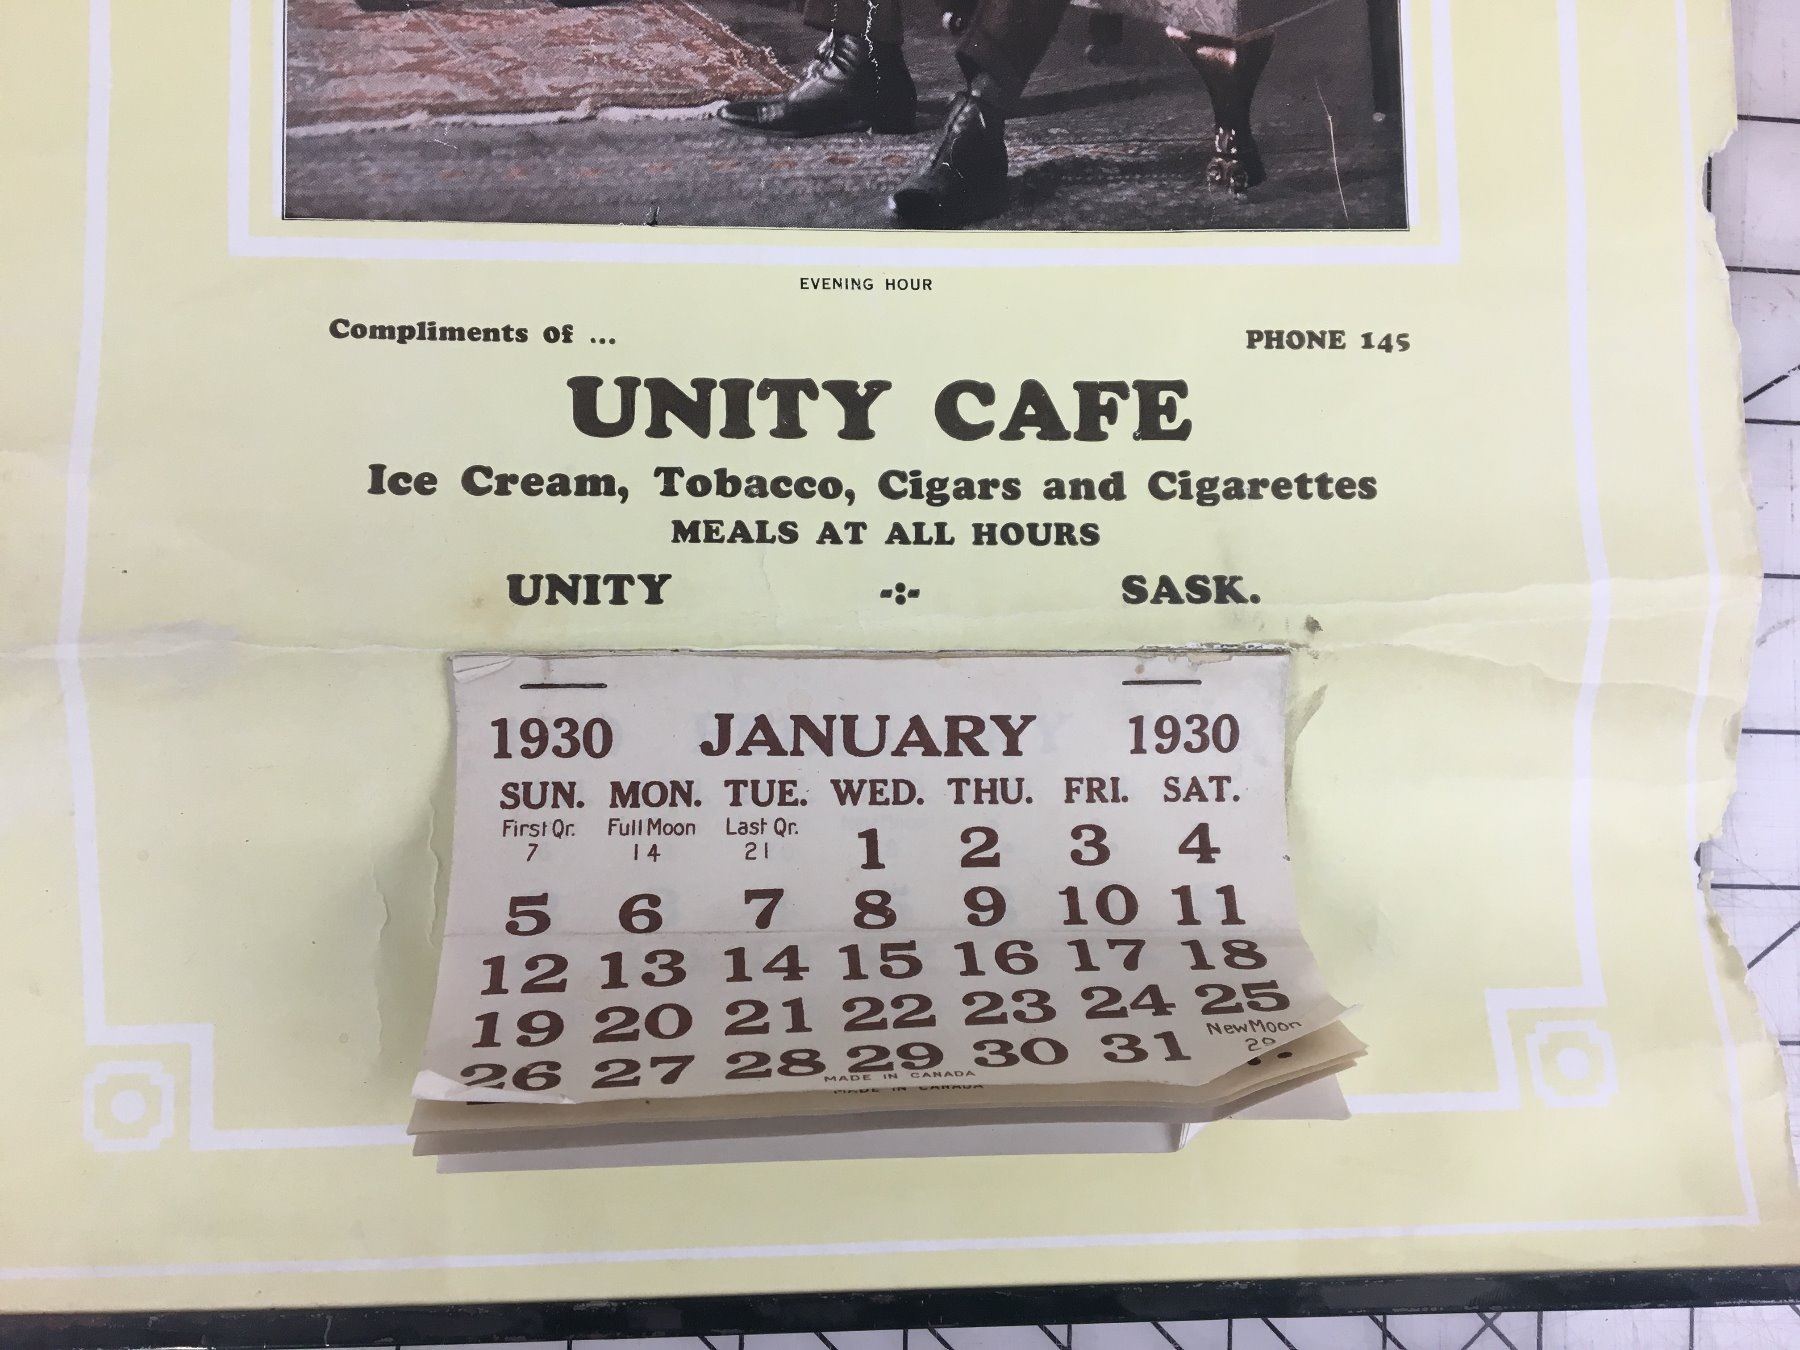 EVENING HOUR
Compliments of ... PHONE 145
UNITY CAFE
Ice Cream, Tobacco, Cigars and Cigarettes
MEALS AT ALL HOURS
UNITY -:- SASK.
1930 JANUARY 1930
SUN. MON. TUE. WED. THU. FRI. SAT.
First Qr. 7 Full Moon 14 Last Qr. 21 1 2 3 4
5 6 7 8 9 10 11
12 13 14 15 16 17 18
19 20 21 22 23 24 25
26 27 28 29 30 31 New Moon
MADE IN CANADA
MADE IN CANADA